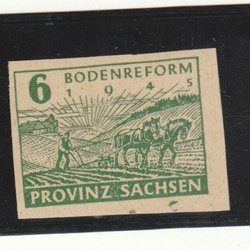 6 BODENREFORM
1945
PROVINZ SACHSEN